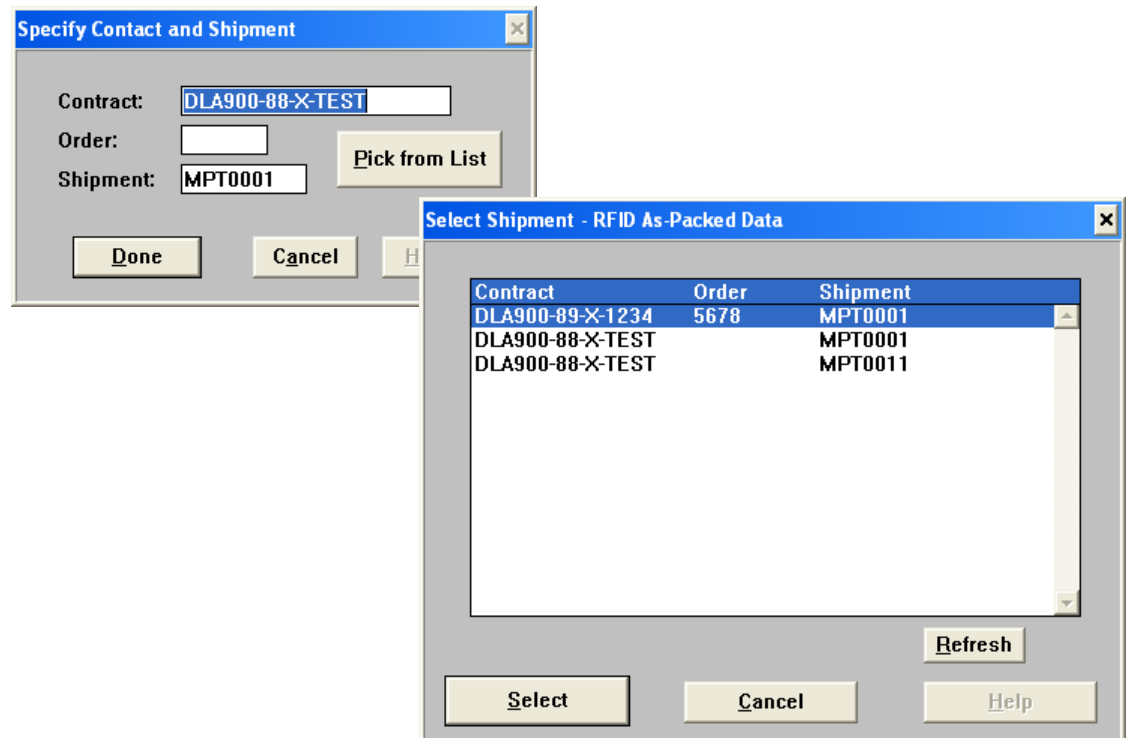 Specify Contact and Shipment
Contract: DLA900-88-X-TEST
Order:
Pick from List
Shipment: MPT0001
Done Cancel H
Select Shipment - RFID As-Packed Data
Contract Order Shipment
DLA900-89-X-1234 5678 MPT0001
DLA900-88-X-TEST MPT0001
DLA900-88-X-TEST MPT0011
Refresh
Select Cancel Help